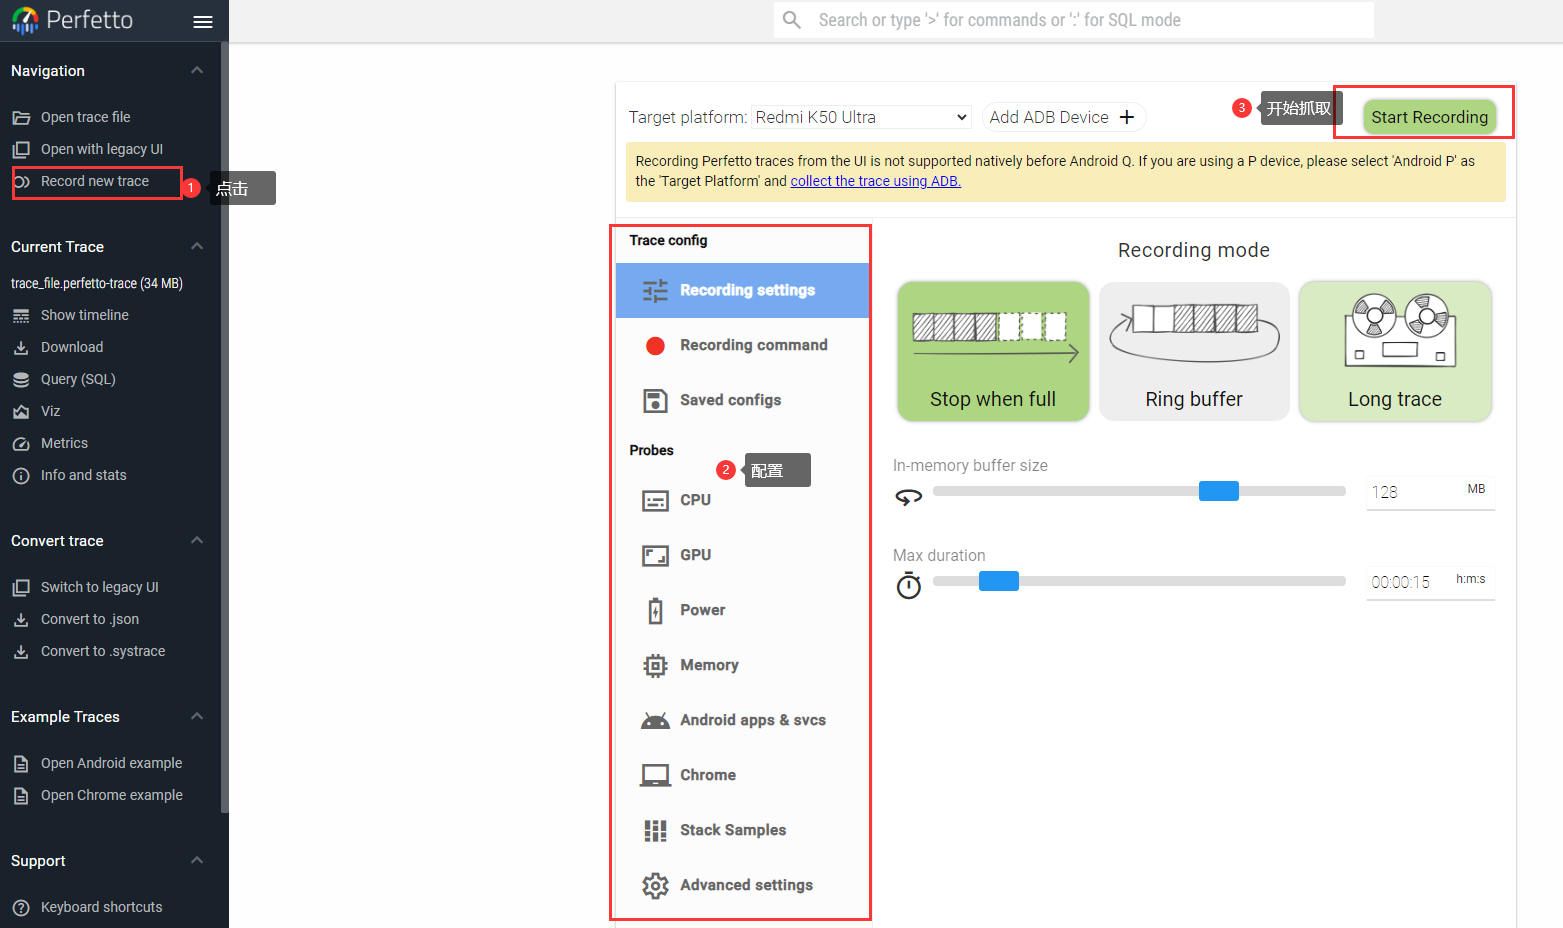 Perfetto
Search or type '>' for commands or ':' for SQL mode
Navigation
Open trace file
Open with legacy UI
Record new trace
1
点击
Current Trace
trace_file.perfetto-trace (34 MB)
Show timeline
Download
Query (SQL)
Viz
Metrics
Info and stats
Convert trace
Switch to legacy UI
Convert to .json
Convert to .systrace
Example Traces
Open Android example
Open Chrome example
Support
Keyboard shortcuts
Target platform: Redmi K50 Ultra
Add ADB Device +
3
开始抓取
Start Recording
Recording Perfetto traces from the UI is not supported natively before Android Q. If you are using a P device, please select 'Android P' as
the 'Target Platform' and collect the trace using ADB.
Trace config
Recording settings
Recording command
Saved configs
Probes
2
配置
CPU
GPU
Power
Memory
Android apps & svcs
Chrome
Stack Samples
Advanced settings
Recording mode
Stop when full
Ring buffer
Long trace
In-memory buffer size
128 MB
Max duration
00:00:15 h:m:s